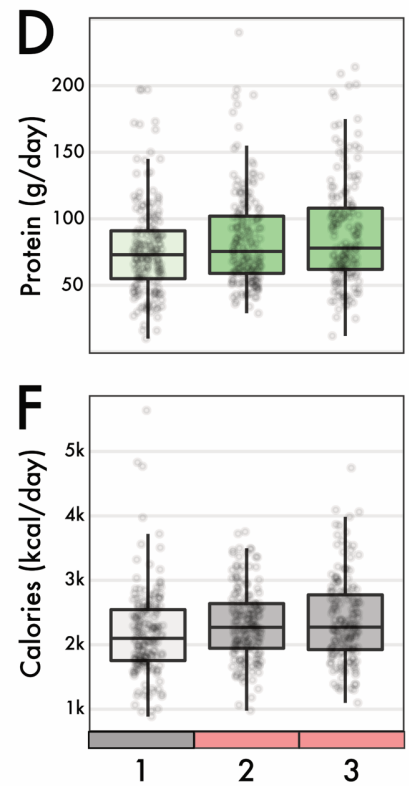 D
Protein (g/day)
200
150
100
50
F
Calories (kcal/day)
5k
4k
3k
2k
1k
1 2 3